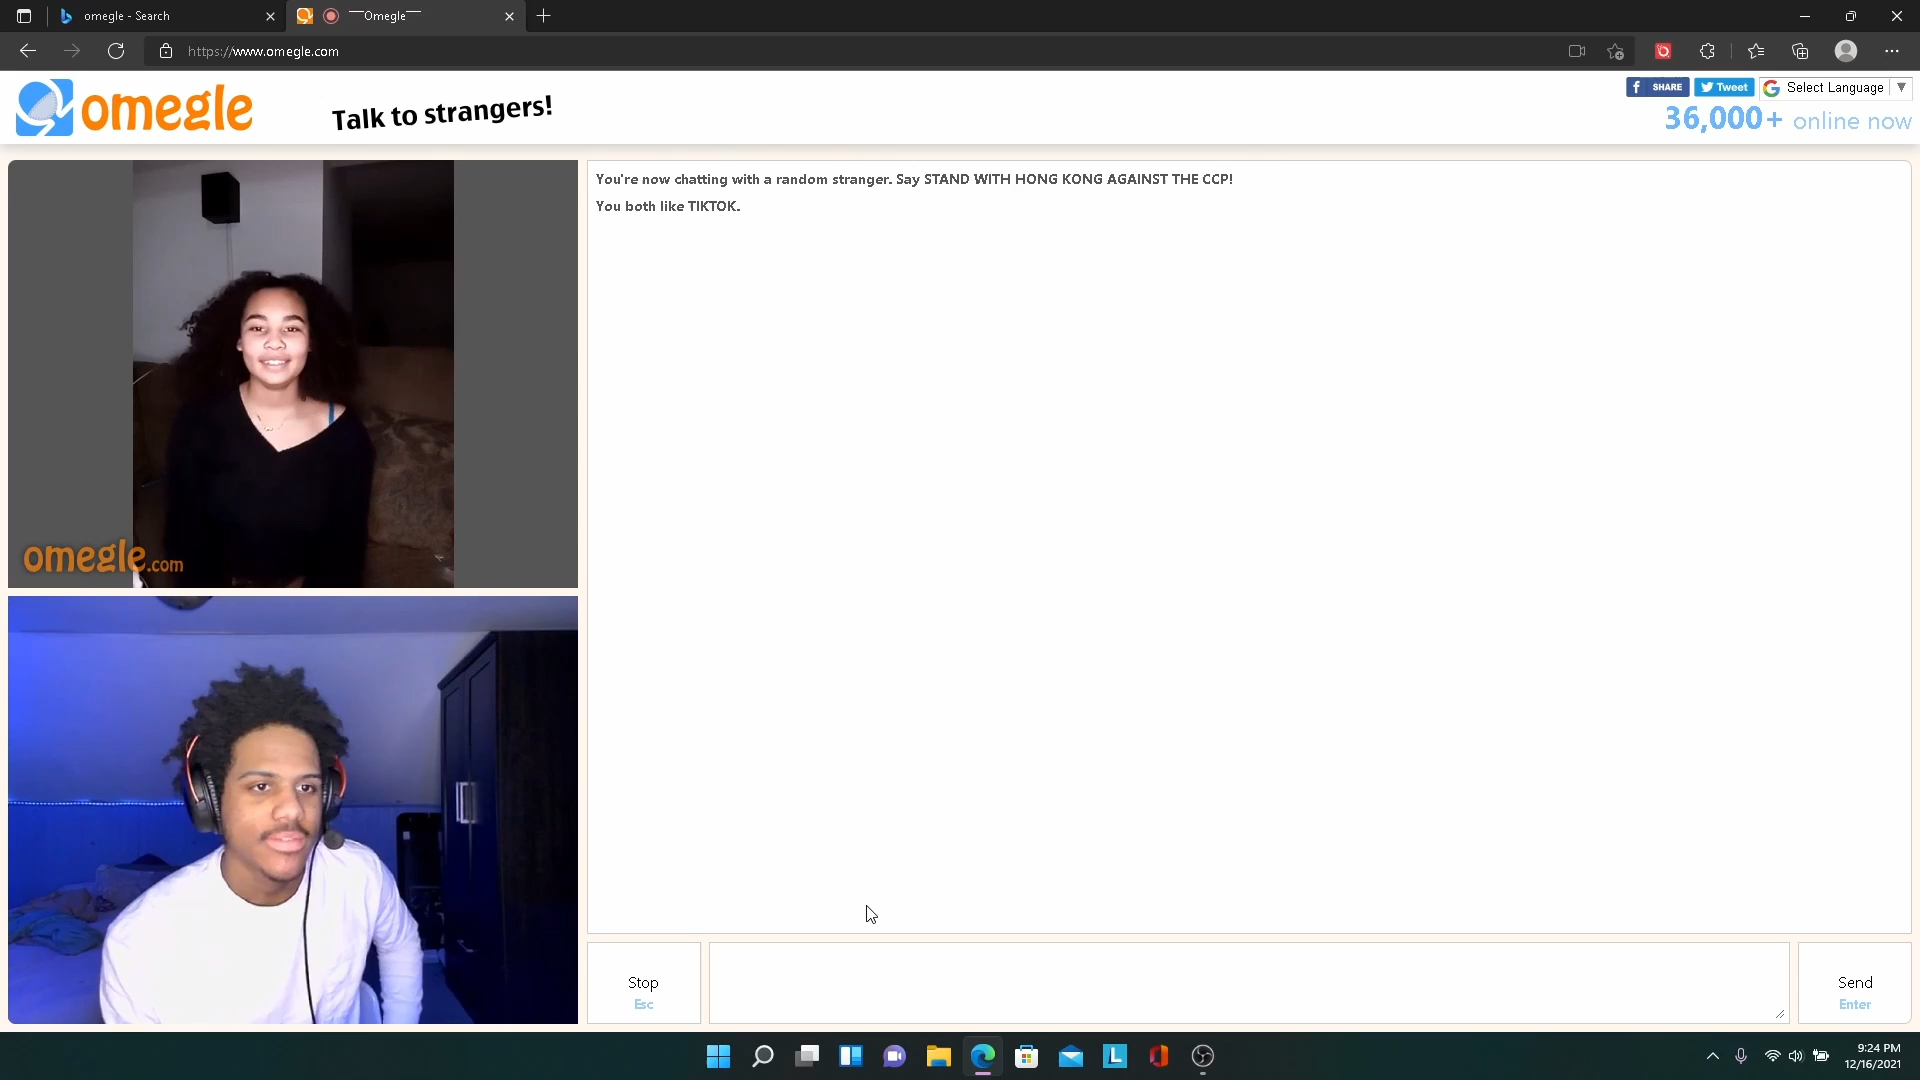 omegle - Search
Omegle
https://www.omegle.com
omegle
Talk to strangers!
f SHARE
Tweet
G Select Language ▼
36,000+ online now
You're now chatting with a random stranger. Say STAND WITH HONG KONG AGAINST THE CCP!
You both like TIKTOK.
omegle.com
Stop
Esc
Send
Enter
L
9:24 PM
12/16/2021